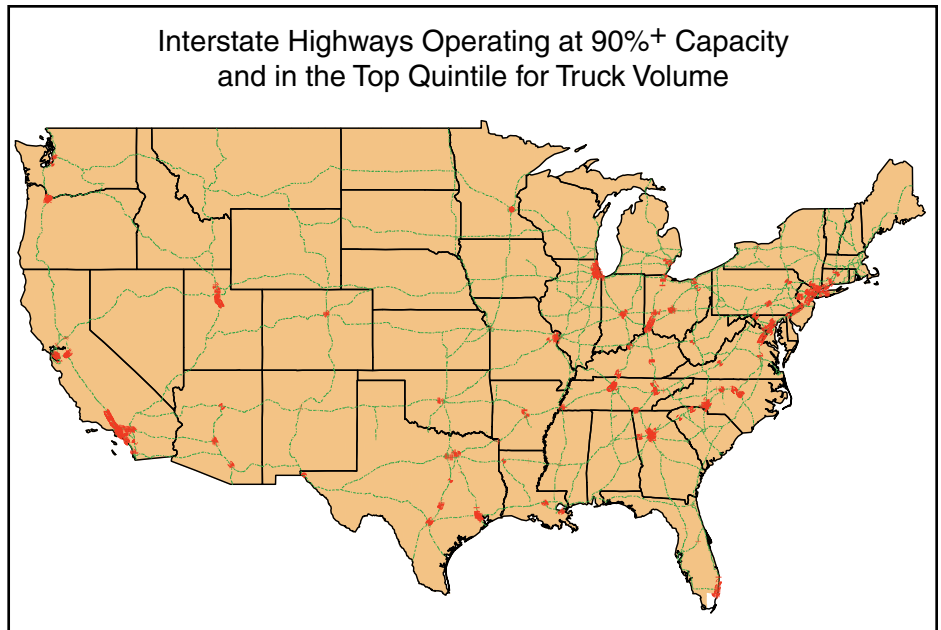 Interstate Highways Operating at 90%+ Capacity
and in the Top Quintile for Truck Volume